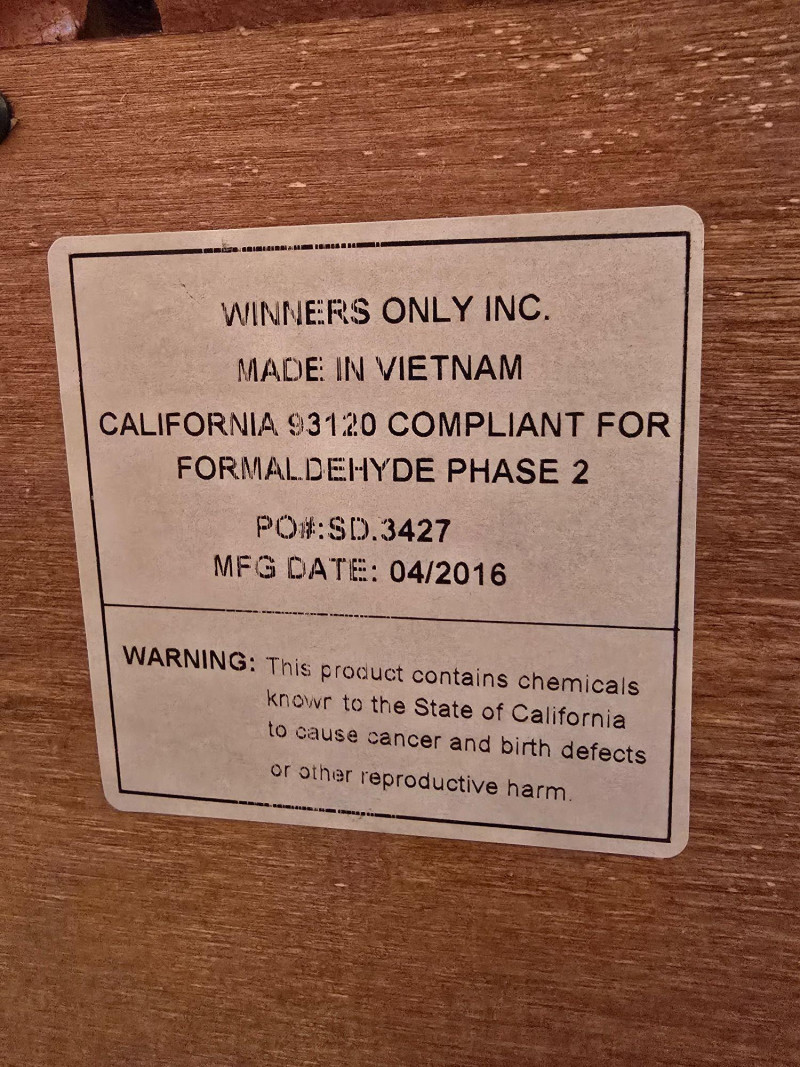 WINNERS ONLY INC.
MADE IN VIETNAM
CALIFORNIA 93120 COMPLIANT FOR
FORMALDEHYDE PHASE 2
PO#:SD.3427
MFG DATE: 04/2016
WARNING: This product contains chemicals
known to the State of California
to cause cancer and birth defects
or other reproductive harm.